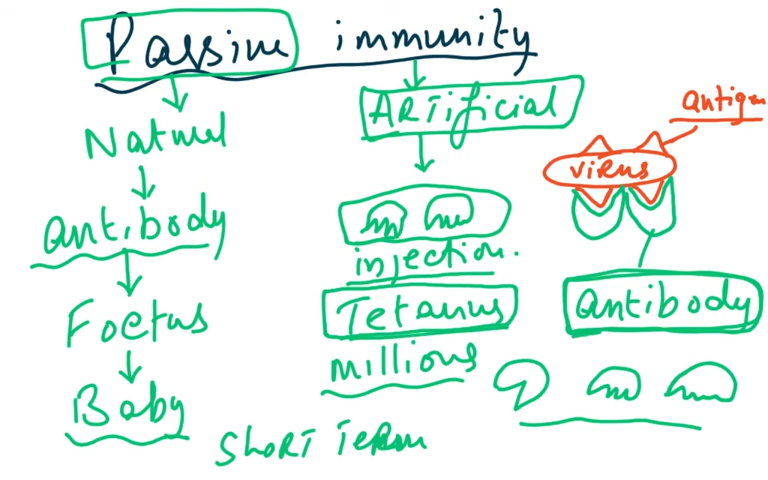 Passive immunity
Natural
Antibody
Foetus
Baby
Artificial
injection.
Tetanus
millions
Short Term
Antigen
virus
Antibody